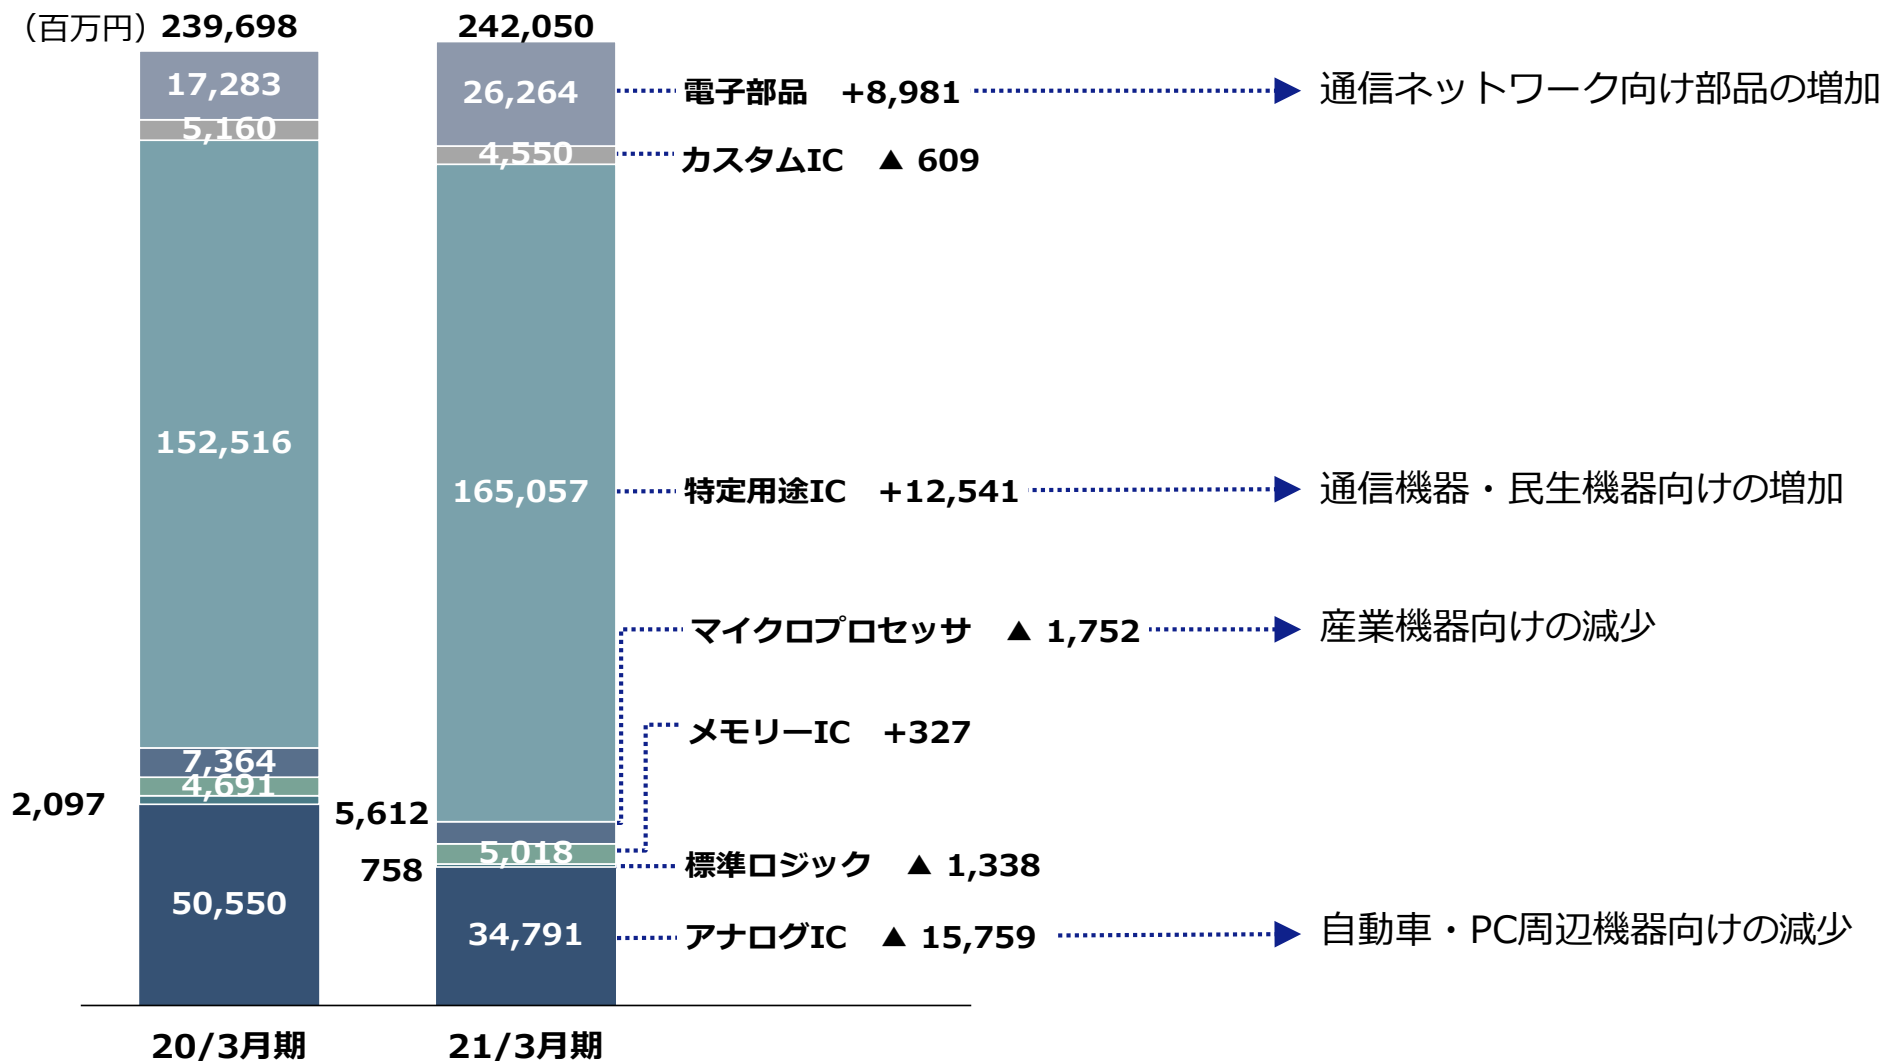 （百万円）
239,698
242,050
17,283
26,264
電子部品　+8,981
通信ネットワーク向け部品の増加
5,160
4,550
カスタムIC　▲ 609
152,516
165,057
特定用途IC　+12,541
通信機器・民生機器向けの増加
マイクロプロセッサ　▲ 1,752
産業機器向けの減少
メモリーIC　+327
7,364
4,691
2,097
5,612
5,018
758
標準ロジック　▲ 1,338
50,550
34,791
アナログIC　▲ 15,759
自動車・PC周辺機器向けの減少
20/3月期
21/3月期